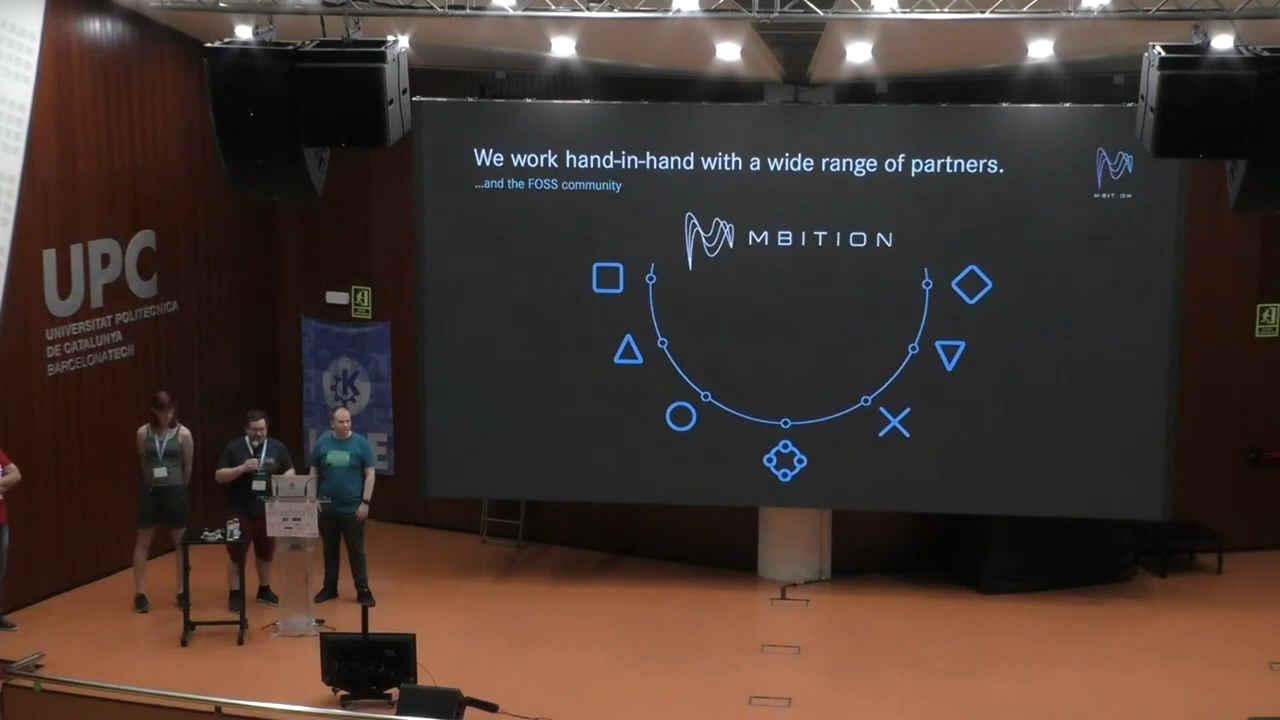 We work hand-in-hand with a wide range of partners.
...and the FOSS community
MBITION
MBITION
UPC
UNIVERSITAT POLITÈCNICA
DE CATALUNYA
BARCELONATECH
K